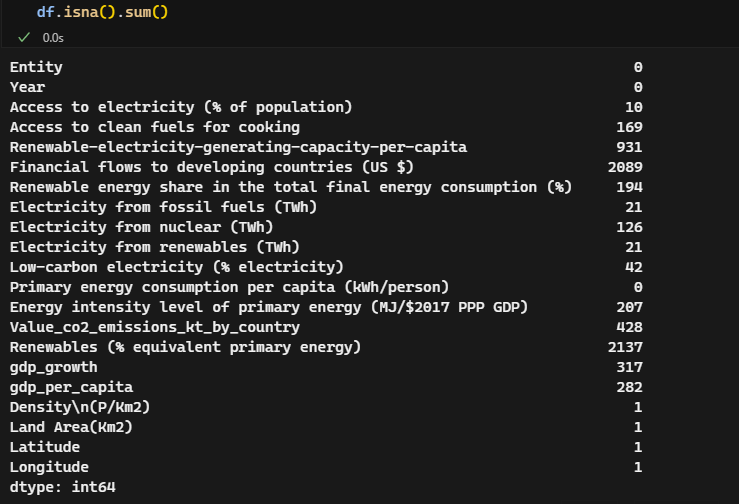 df.isna().sum()
0.0s
Entity 0
Year 0
Access to electricity (% of population) 10
Access to clean fuels for cooking 169
Renewable-electricity-generating-capacity-per-capita 931
Financial flows to developing countries (US $) 2089
Renewable energy share in the total final energy consumption (%) 194
Electricity from fossil fuels (TWh) 21
Electricity from nuclear (TWh) 126
Electricity from renewables (TWh) 21
Low-carbon electricity (% electricity) 42
Primary energy consumption per capita (kWh/person) 0
Energy intensity level of primary energy (MJ/$2017 PPP GDP) 207
Value_co2_emissions_kt_by_country 428
Renewables (% equivalent primary energy) 2137
gdp_growth 317
gdp_per_capita 282
Density\n(P/Km2) 1
Land Area(Km2) 1
Latitude 1
Longitude 1
dtype: int64